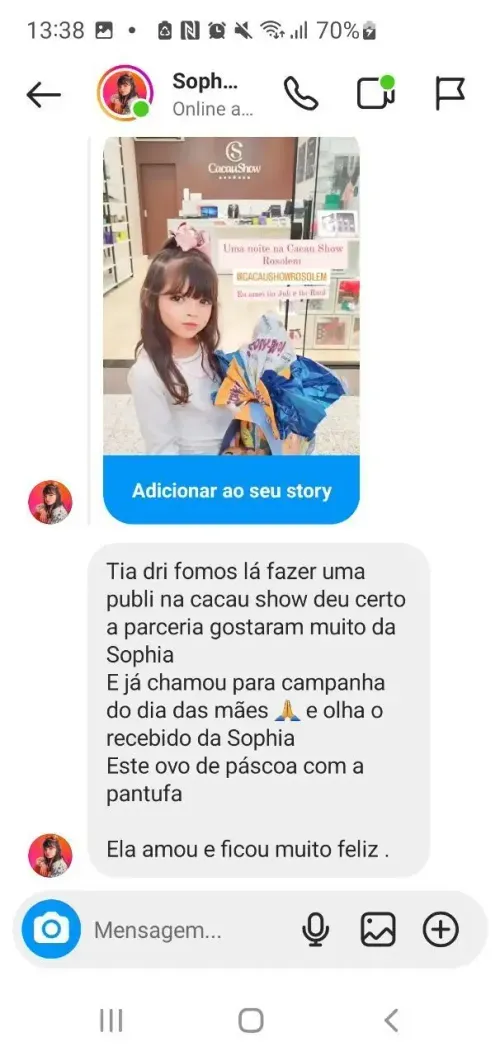 13:38
70%
Soph...
Online a...
CacauShow
Uma noite na Cacau Show
Rosolem
#CACAUSHOWROSOLEM
Adicionar ao seu story
Tia dri fomos lá fazer uma
publi na cacau show deu certo
a parceria gostaram muito da
Sophia
E já chamou para campanha
do dia das mães 🙏 e olha o
recebido da Sophia
Este ovo de páscoa com a
pantufa
Ela amou e ficou muito feliz .
Mensagem...